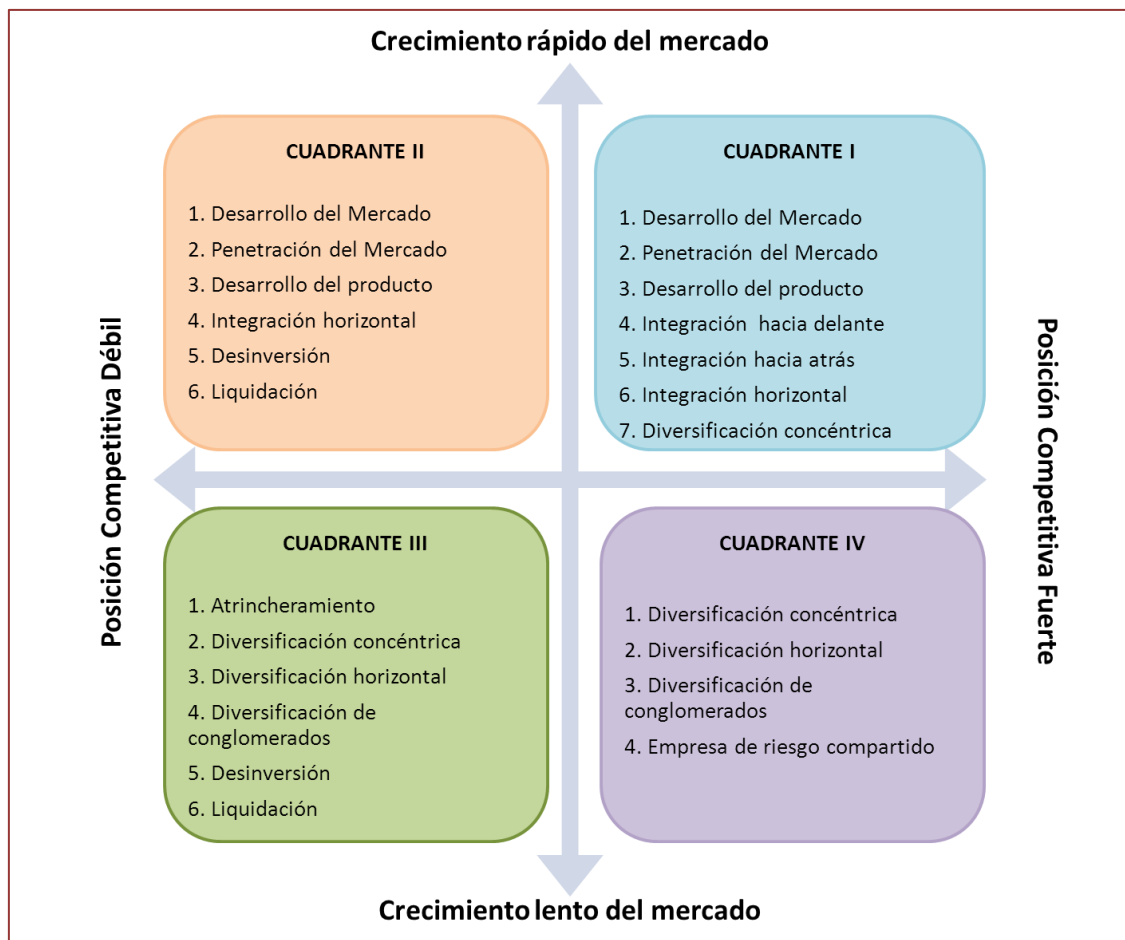 Crecimiento rápido del mercado
CUADRANTE II
1. Desarrollo del Mercado
2. Penetración del Mercado
3. Desarrollo del producto
4. Integración horizontal
5. Desinversión
6. Liquidación
CUADRANTE I
1. Desarrollo del Mercado
2. Penetración del Mercado
3. Desarrollo del producto
4. Integración hacia delante
5. Integración hacia atrás
6. Integración horizontal
7. Diversificación concéntrica
Posición Competitiva Débil
Posición Competitiva Fuerte
CUADRANTE III
1. Atrincheramiento
2. Diversificación concéntrica
3. Diversificación horizontal
4. Diversificación de
conglomerados
5. Desinversión
6. Liquidación
CUADRANTE IV
1. Diversificación concéntrica
2. Diversificación horizontal
3. Diversificación de
conglomerados
4. Empresa de riesgo compartido
Crecimiento lento del mercado